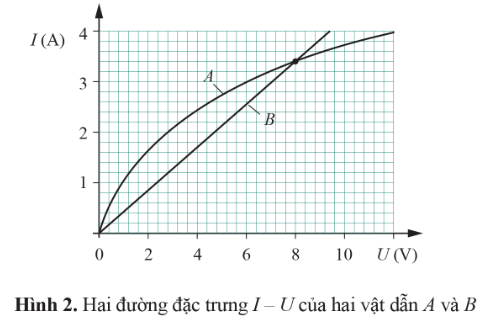 I (A)
4
3
2
1
A
B
0
2
4
6
8
10
U (V)
Hình 2. Hai đường đặc trưng I – U của hai vật dẫn A và B